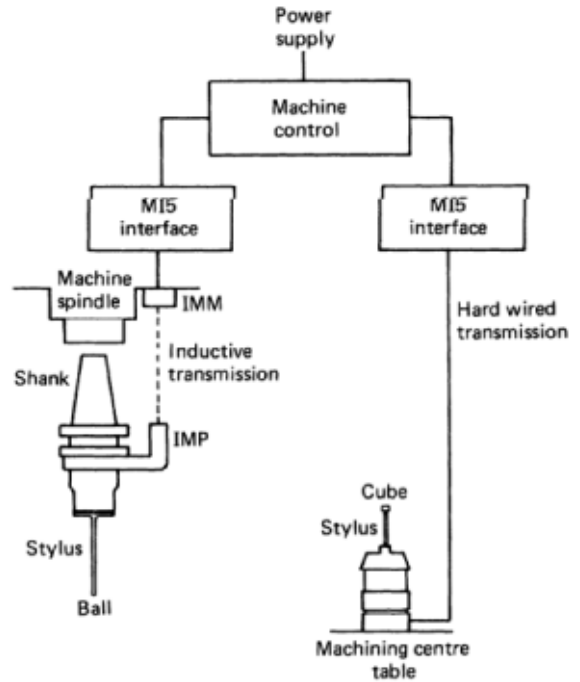 Power
supply
Machine
control
MI5
interface
MI5
interface
Machine
spindle
IMM
Hard wired
transmission
Inductive
transmission
Shank
IMP
Cube
Stylus
Stylus
Ball
Machining centre
table